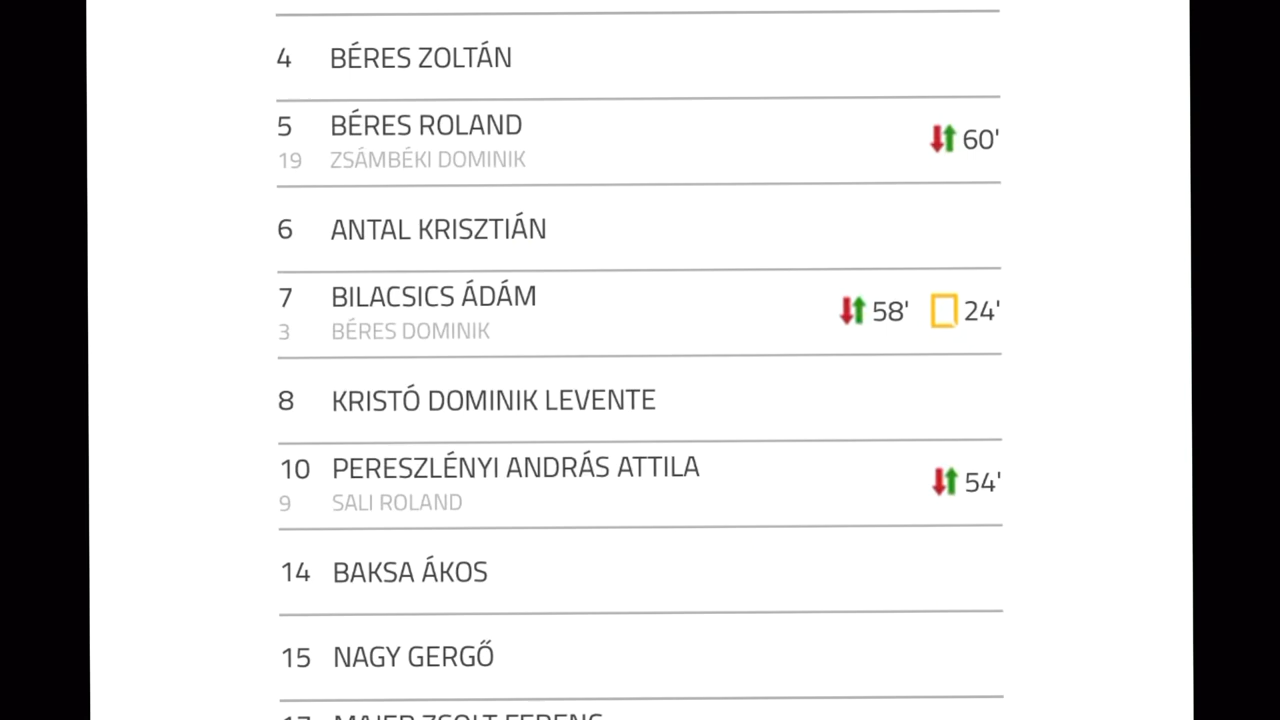 4 BÉRES ZOLTÁN
5 BÉRES ROLAND
19 ZSÁMBÉKI DOMINIK
60'
6 ANTAL KRISZTIÁN
7 BILACSICS ÁDÁM
3 BÉRES DOMINIK
58' 24'
8 KRISTÓ DOMINIK LEVENTE
10 PERESZLÉNYI ANDRÁS ATTILA
9 SALI ROLAND
54'
14 BAKSA ÁKOS
15 NAGY GERGŐ